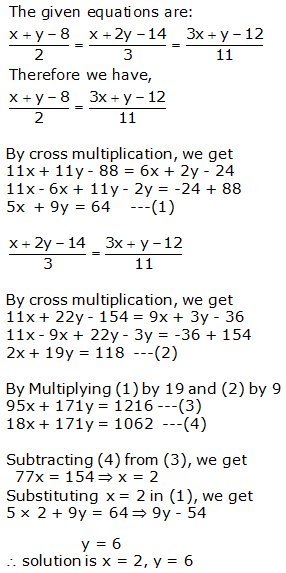 The given equations are:
(x + y − 8)/2 = (x + 2y − 14)/3 = (3x + y − 12)/11
Therefore we have,
(x + y − 8)/2 = (3x + y − 12)/11
By cross multiplication, we get
11x + 11y - 88 = 6x + 2y - 24
11x - 6x + 11y - 2y = -24 + 88
5x + 9y = 64 ---(1)
(x + 2y − 14)/3 = (3x + y − 12)/11
By cross multiplication, we get
11x + 22y - 154 = 9x + 3y - 36
11x - 9x + 22y - 3y = -36 + 154
2x + 19y = 118 ---(2)
By Multiplying (1) by 19 and (2) by 9
95x + 171y = 1216 ---(3)
18x + 171y = 1062 ---(4)
Subtracting (4) from (3), we get
77x = 154 ⇒ x = 2
Substituting x = 2 in (1), we get
5 × 2 + 9y = 64 ⇒ 9y - 54
y = 6
∴ solution is x = 2, y = 6